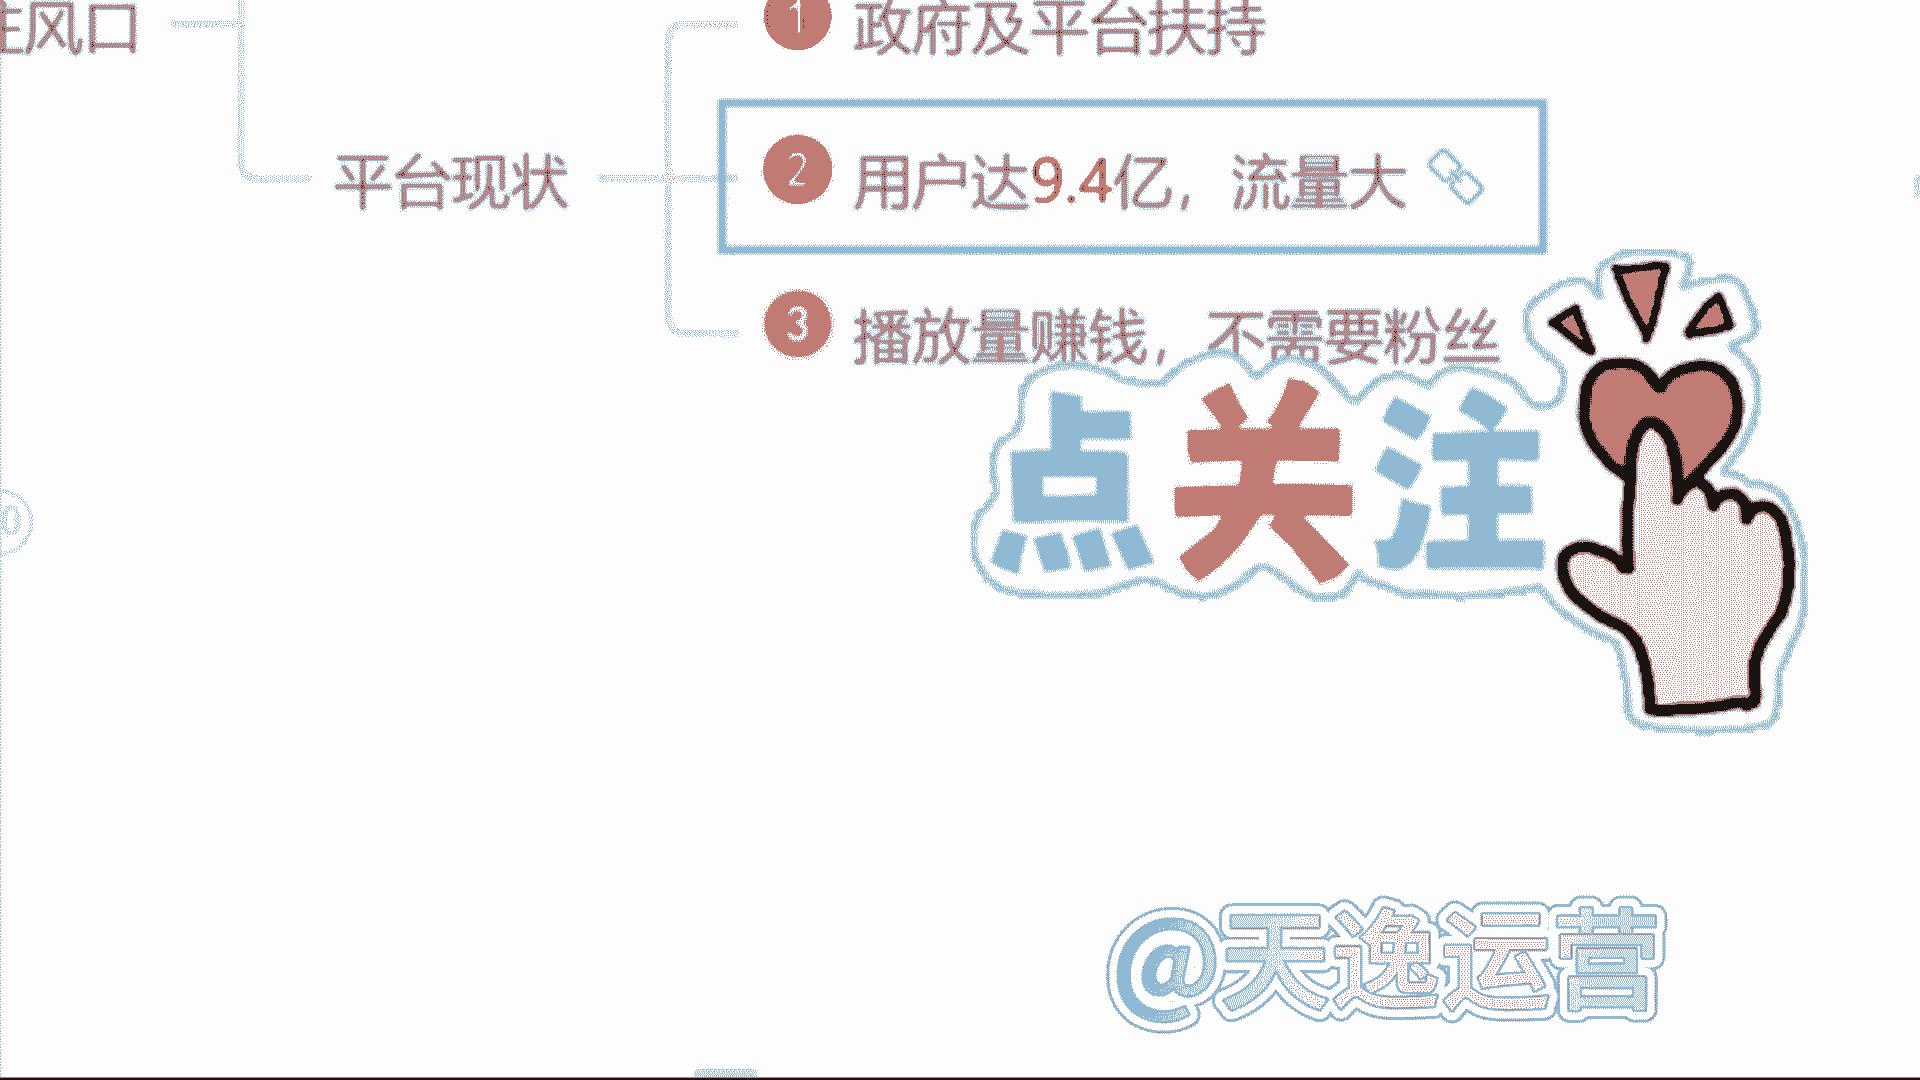 风口
1 政府及平台扶持
平台现状
2 用户达9.4亿，流量大
3 播放量赚钱，不需要粉丝
点关注
@天逸运营